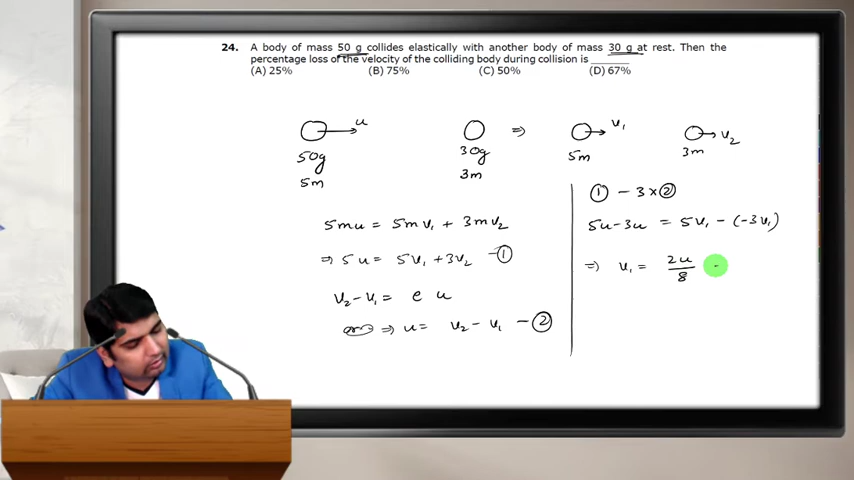 24. A body of mass 50 g collides elastically with another body of mass 30 g at rest. Then the
percentage loss of the velocity of the colliding body during collision is ______
(A) 25% (B) 75% (C) 50% (D) 67%
u ⇒ v₁ v₂
50g 30g 5m 3m
5m 3m
5mu = 5mv₁ + 3mv₂
⇒ 5u = 5v₁ + 3v₂ - ①
v₂ - v₁ = e u
⇒ u = v₂ - v₁ - ②
① - 3×②
5u - 3u = 5v₁ - (-3v₁)
⇒ v₁ = 2u/8